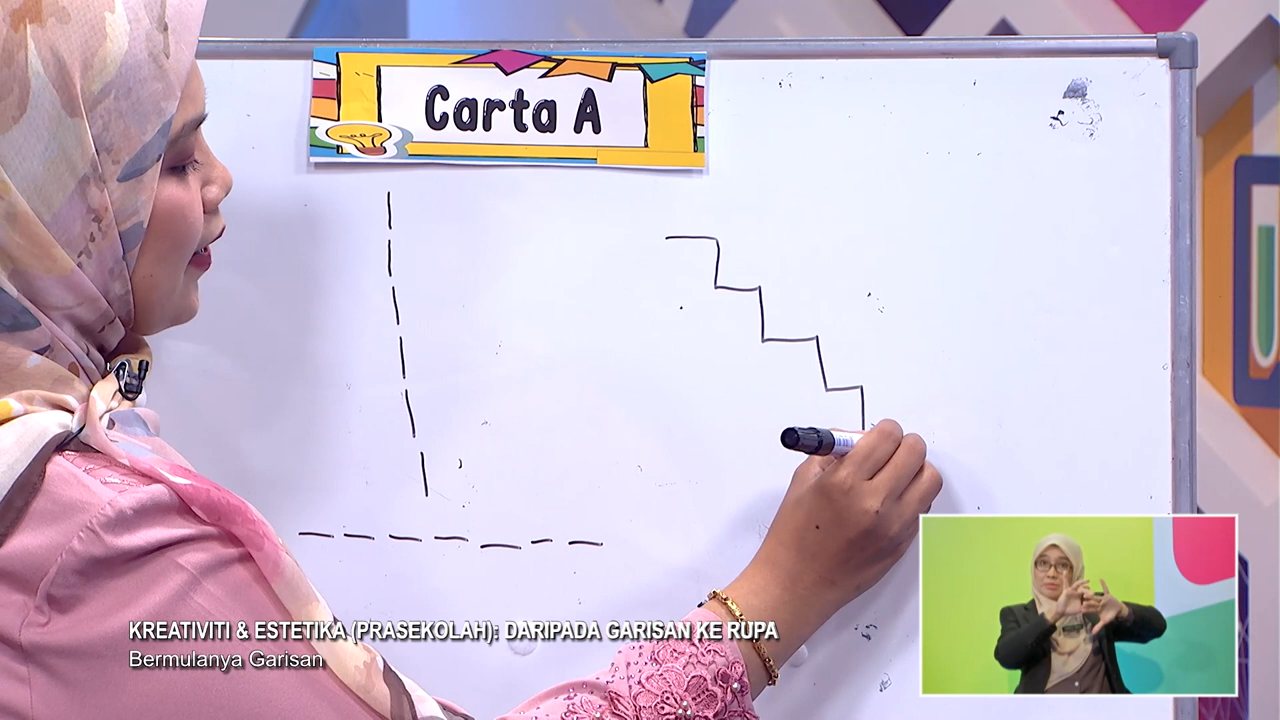 Carta A
KREATIVITI & ESTETIKA (PRASEKOLAH): DARIPADA GARISAN KE RUPA
Bermulanya Garisan